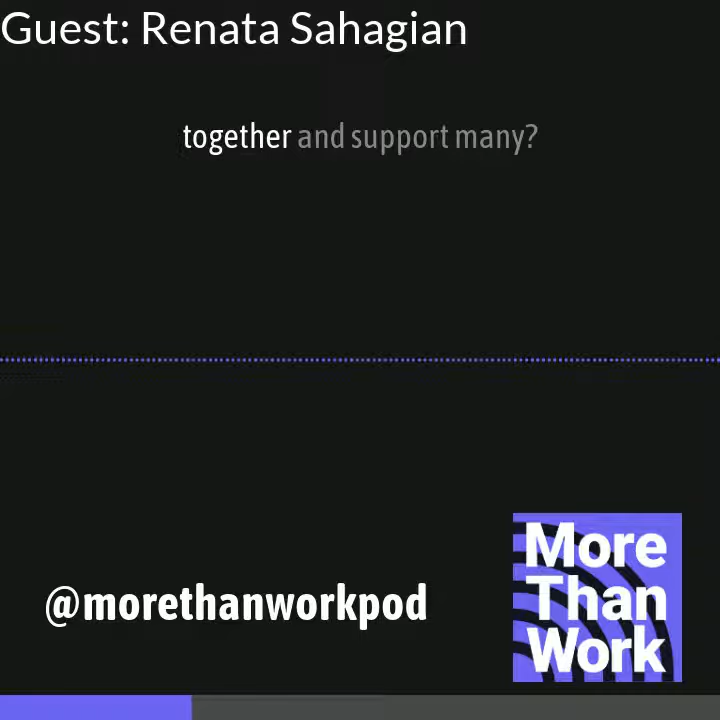 Guest: Renata Sahagian
together and support many?
@morethanworkpod
More
Than
Work